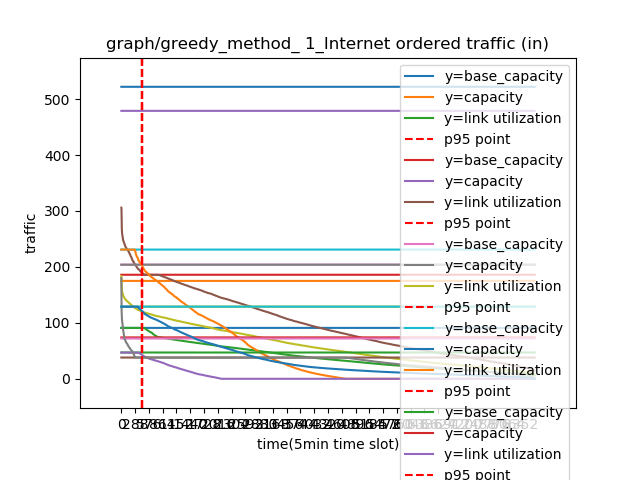 graph/greedy_method_ 1_Internet ordered traffic (in)
500
400
300
200
100
0
traffic
time(5min time slot)
y=base_capacity
y=capacity
y=link utilization
p95 point
y=base_capacity
y=capacity
y=link utilization
p95 point
y=base_capacity
y=capacity
y=link utilization
p95 point
y=base_capacity
y=capacity
y=link utilization
p95 point
y=base_capacity
y=capacity
y=link utilization
p95 point